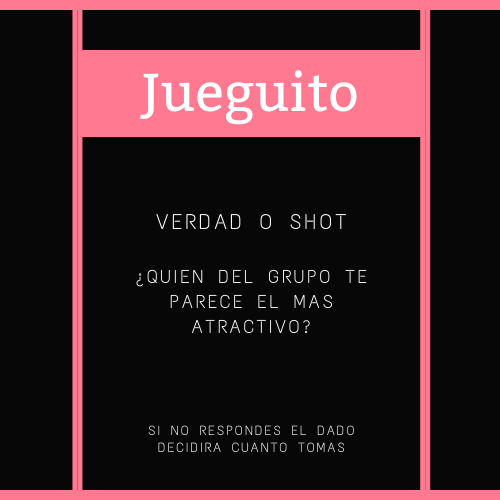 Jueguito
VERDAD O SHOT
¿QUIEN DEL GRUPO TE
PARECE EL MAS
ATRACTIVO?
SI NO RESPONDES EL DADO
DECIDIRA CUANTO TOMAS